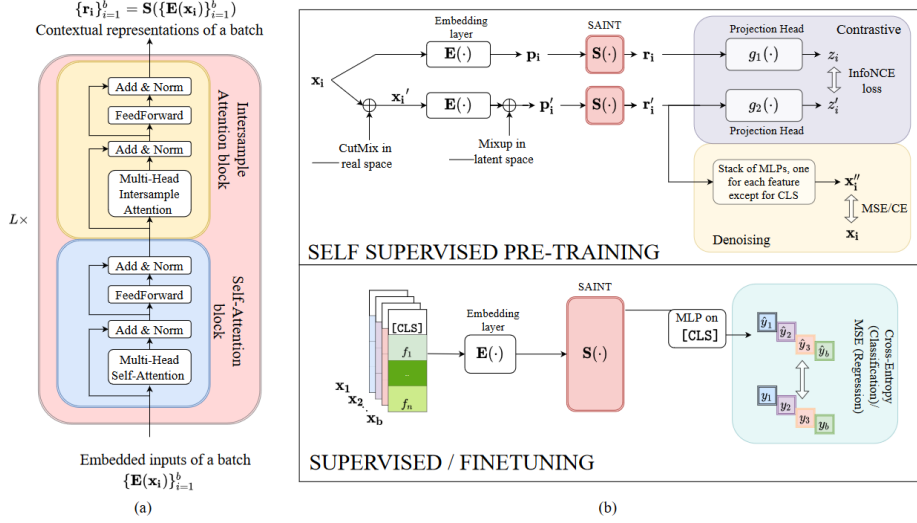 {r_i}^b_{i=1} = S({E(x_i)}^b_{i=1})
Contextual representations of a batch
Add & Norm
FeedForward
Add & Norm
Multi-Head
Intersample
Attention
Intersample
Attention block
L×
Add & Norm
FeedForward
Add & Norm
Multi-Head
Self-Attention
Self-Attention
block
Embedded inputs of a batch
{E(x_i)}^b_{i=1}
(a)
Embedding
layer
SAINT
Projection Head
Contrastive
E(·)
p_i
S(·)
r_i
g_1(·)
z_i
x_i
InfoNCE
loss
x_i'
E(·)
p_i'
S(·)
r_i'
g_2(·)
z_i'
Projection Head
CutMix in
real space
Mixup in
latent space
Stack of MLPs, one
for each feature
except for CLS
x_i''
MSE/CE
x_i
Denoising
SELF SUPERVISED PRE-TRAINING
SAINT
[CLS]
f_1
..
f_n
x_1
x_2
x_b
Embedding
layer
E(·)
S(·)
MLP on
[CLS]
ŷ_1
ŷ_2
ŷ_3
ŷ_b
y_1
y_2
y_3
y_b
Cross-Entropy
(Classification)/
MSE (Regression)
SUPERVISED / FINETUNING
(b)